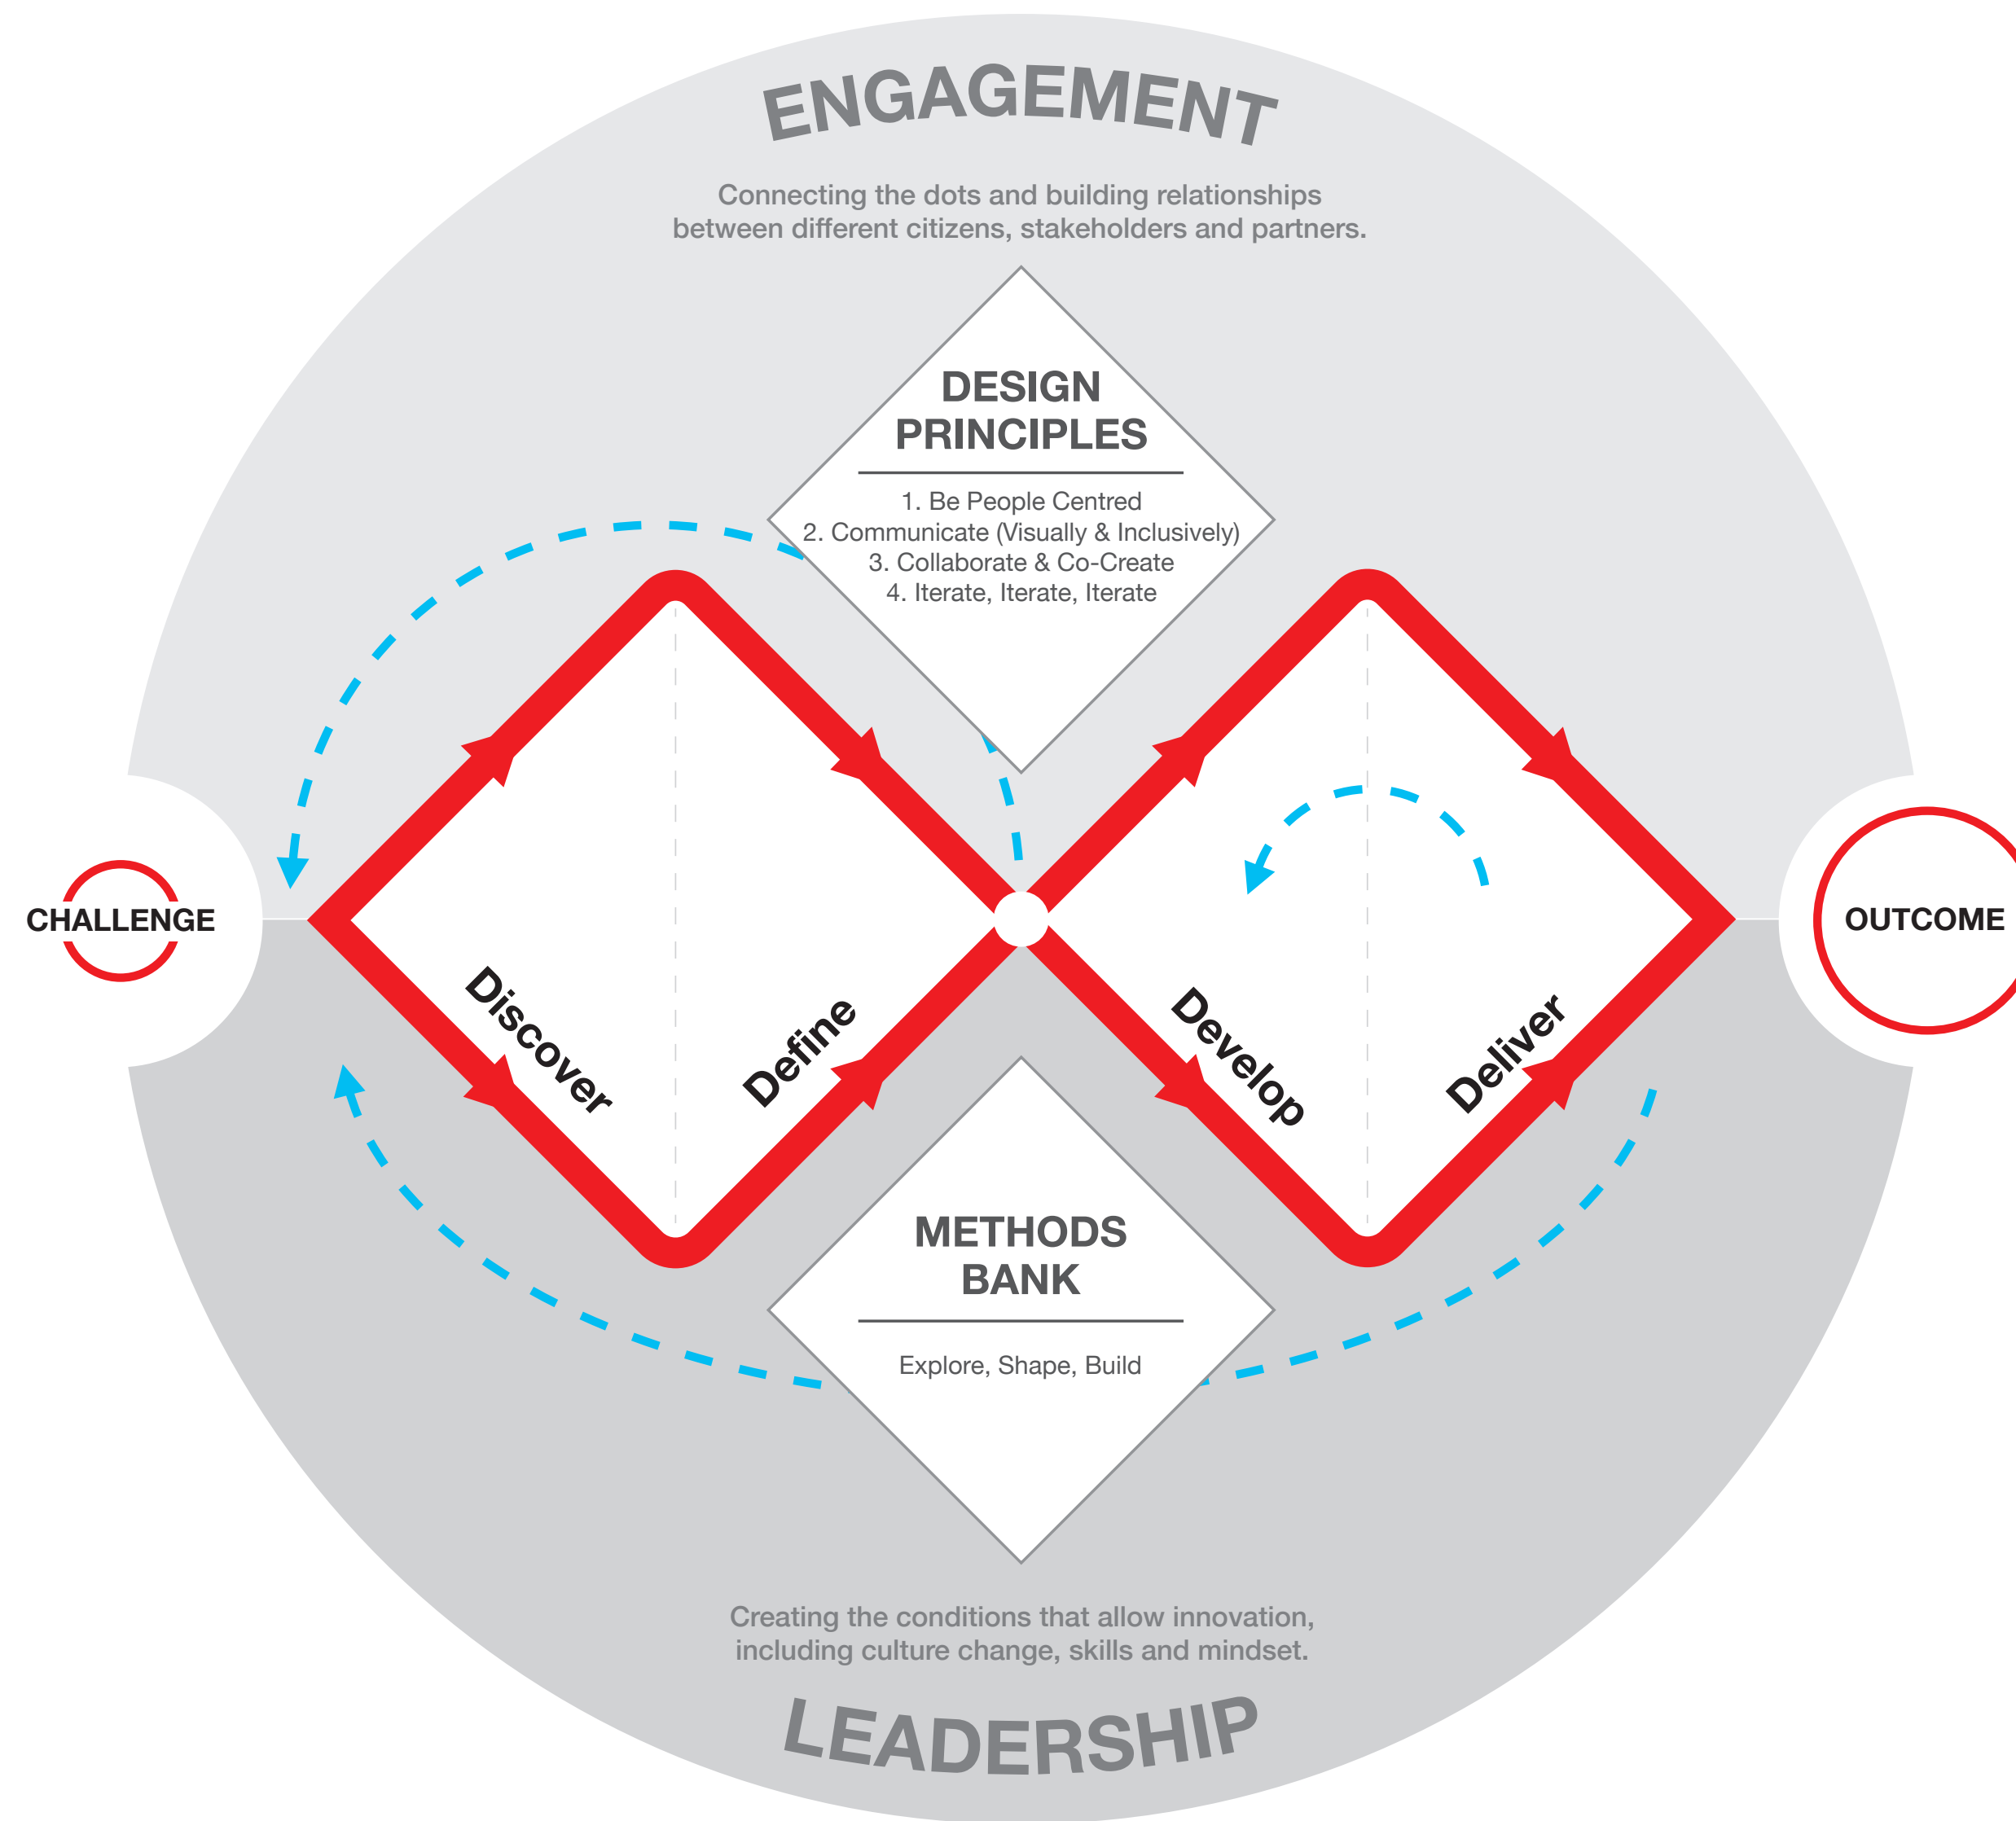 ENGAGEMENT
Connecting the dots and building relationships
between different citizens, stakeholders and partners.
DESIGN
PRINCIPLES
1. Be People Centred
2. Communicate (Visually & Inclusively)
3. Collaborate & Co-Create
4. Iterate, Iterate, Iterate
CHALLENGE
OUTCOME
Discover
Define
Develop
Deliver
METHODS
BANK
Explore, Shape, Build
Creating the conditions that allow innovation,
including culture change, skills and mindset.
LEADERSHIP